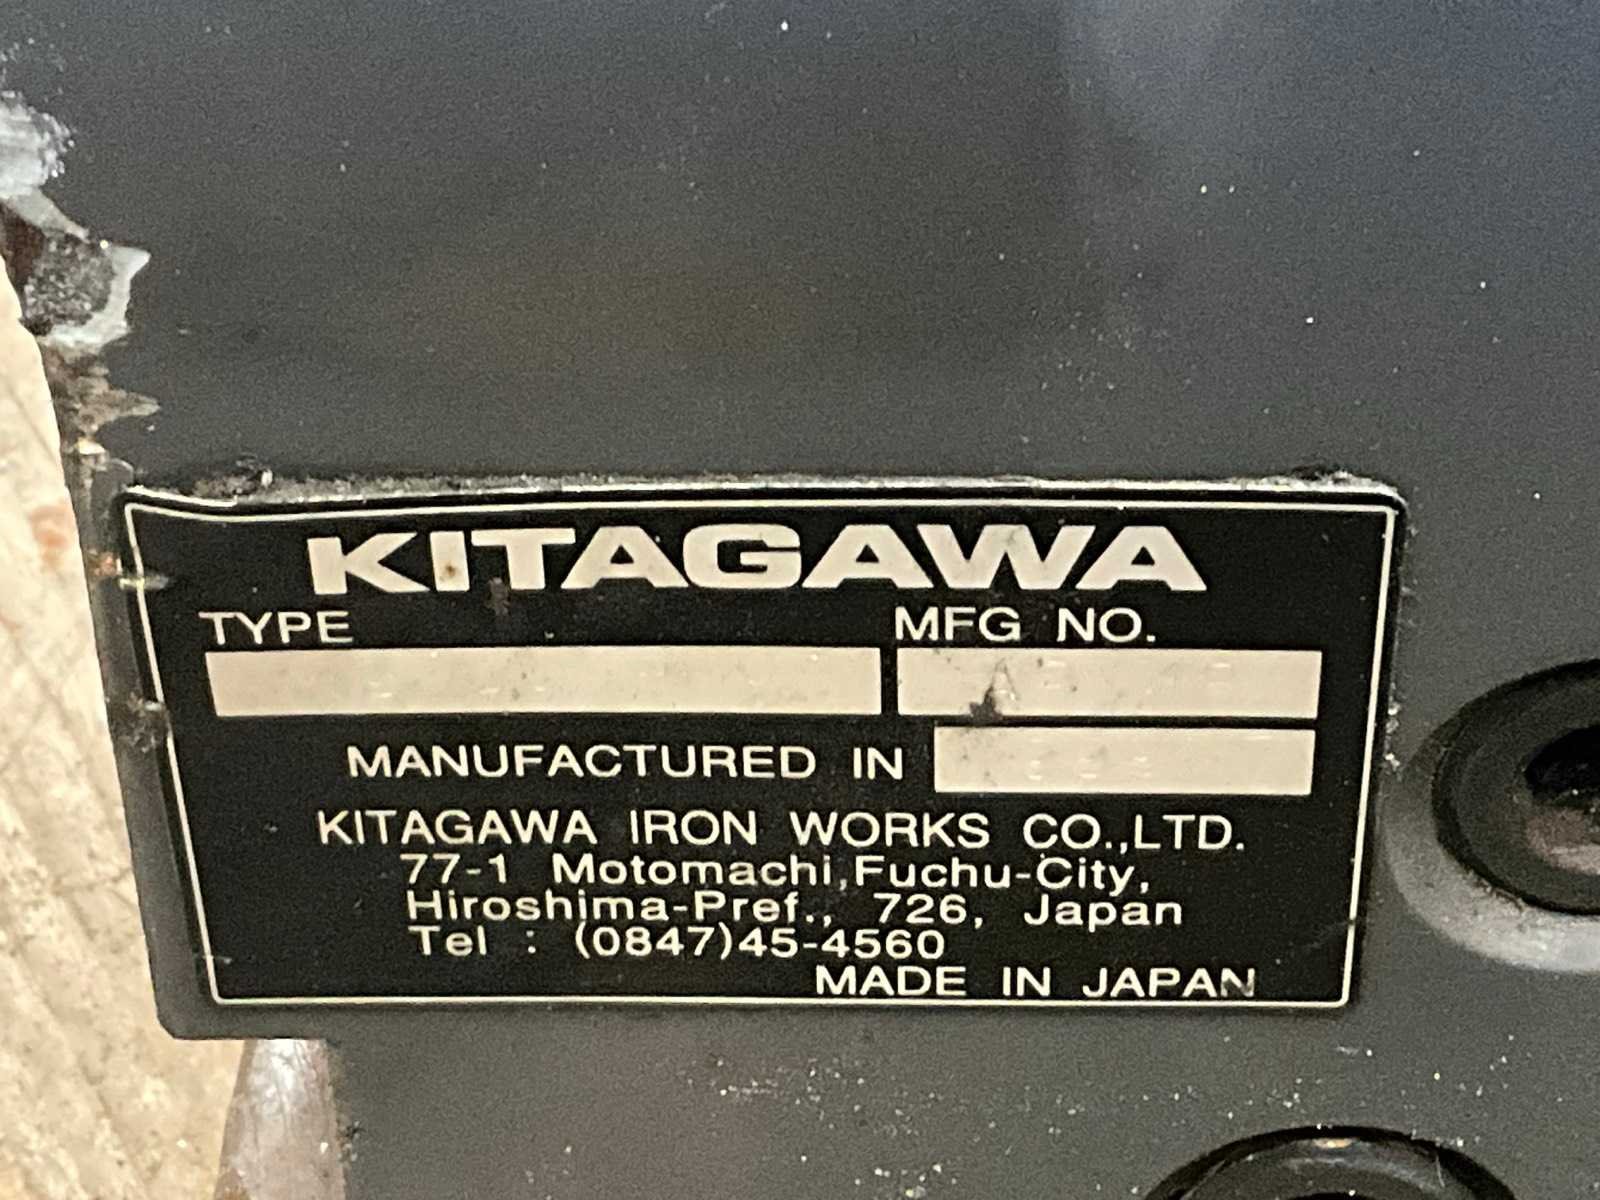 KITAGAWA
TYPE MFG NO.
MANUFACTURED IN
KITAGAWA IRON WORKS CO.,LTD.
77-1 Motomachi,Fuchu-City,
Hiroshima-Pref., 726, Japan
Tel : (0847)45-4560
MADE IN JAPAN